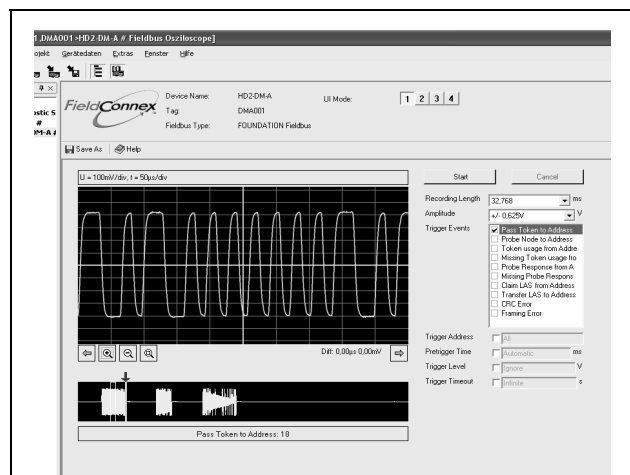 1,DMA001>HD2-DM-A # Fieldbus Osziloscope]
ojekt Gerätedaten Extras Fenster Hilfe
ostic S
#
DM-A #
FieldConnex
Device Name: HD2-DM-A
Tag: DMA001
Fieldbus Type: FOUNDATION Fieldbus
UI Mode: 1 2 3 4
Save As Help
U = 100mV/div, t = 50µs/div
Diff: 0,00µs 0,00mV
Pass Token to Address: 18
Start Cancel
Recording Length 32,768 ms
Amplitude +/- 0,625V V
Trigger Events
Pass Token to Address
Probe Node to Address
Token usage from Addre
Missing Token usage fro
Probe Response from A
Missing Probe Respons
Claim LAS from Address
Transfer LAS to Address
CRC Error
Framing Error
Trigger Address All
Pretrigger Time Automatic ms
Trigger Level Ignore V
Trigger Timeout Infinite s